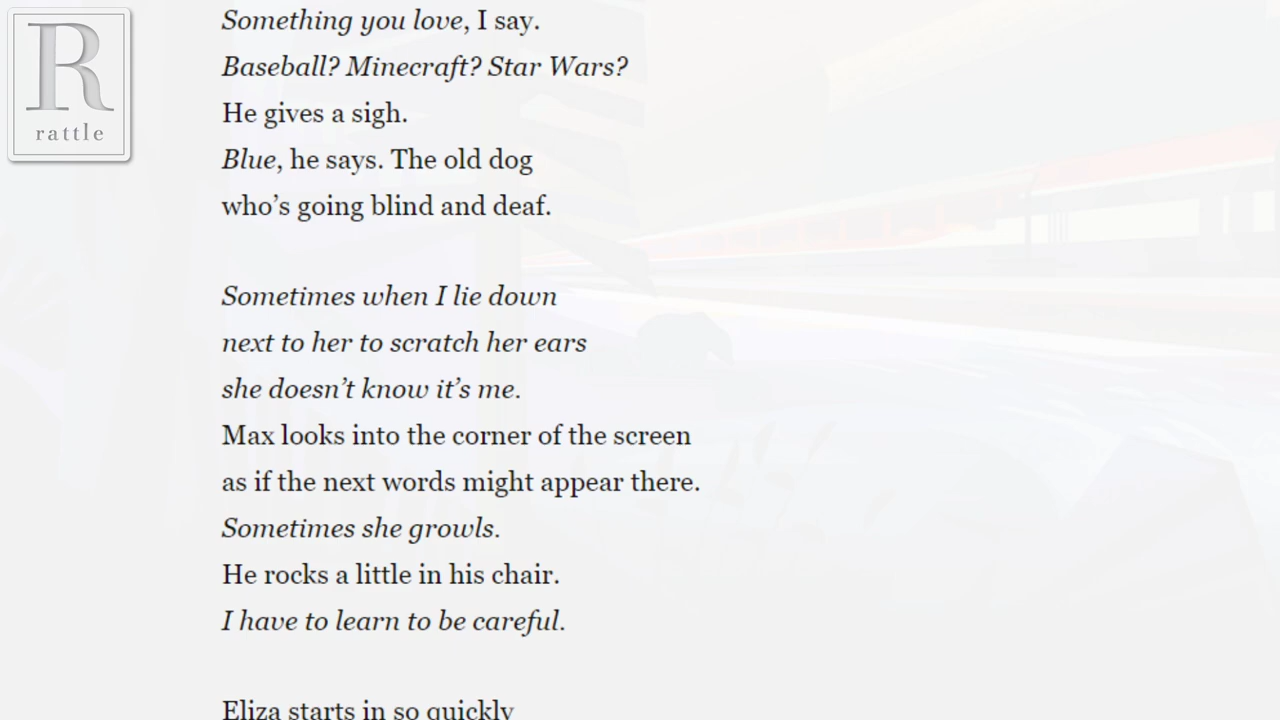 R
rattle
Something you love, I say.
Baseball? Minecraft? Star Wars?
He gives a sigh.
Blue, he says. The old dog
who’s going blind and deaf.
Sometimes when I lie down
next to her to scratch her ears
she doesn’t know it’s me.
Max looks into the corner of the screen
as if the next words might appear there.
Sometimes she growls.
He rocks a little in his chair.
I have to learn to be careful.
Eliza starts in so quickly